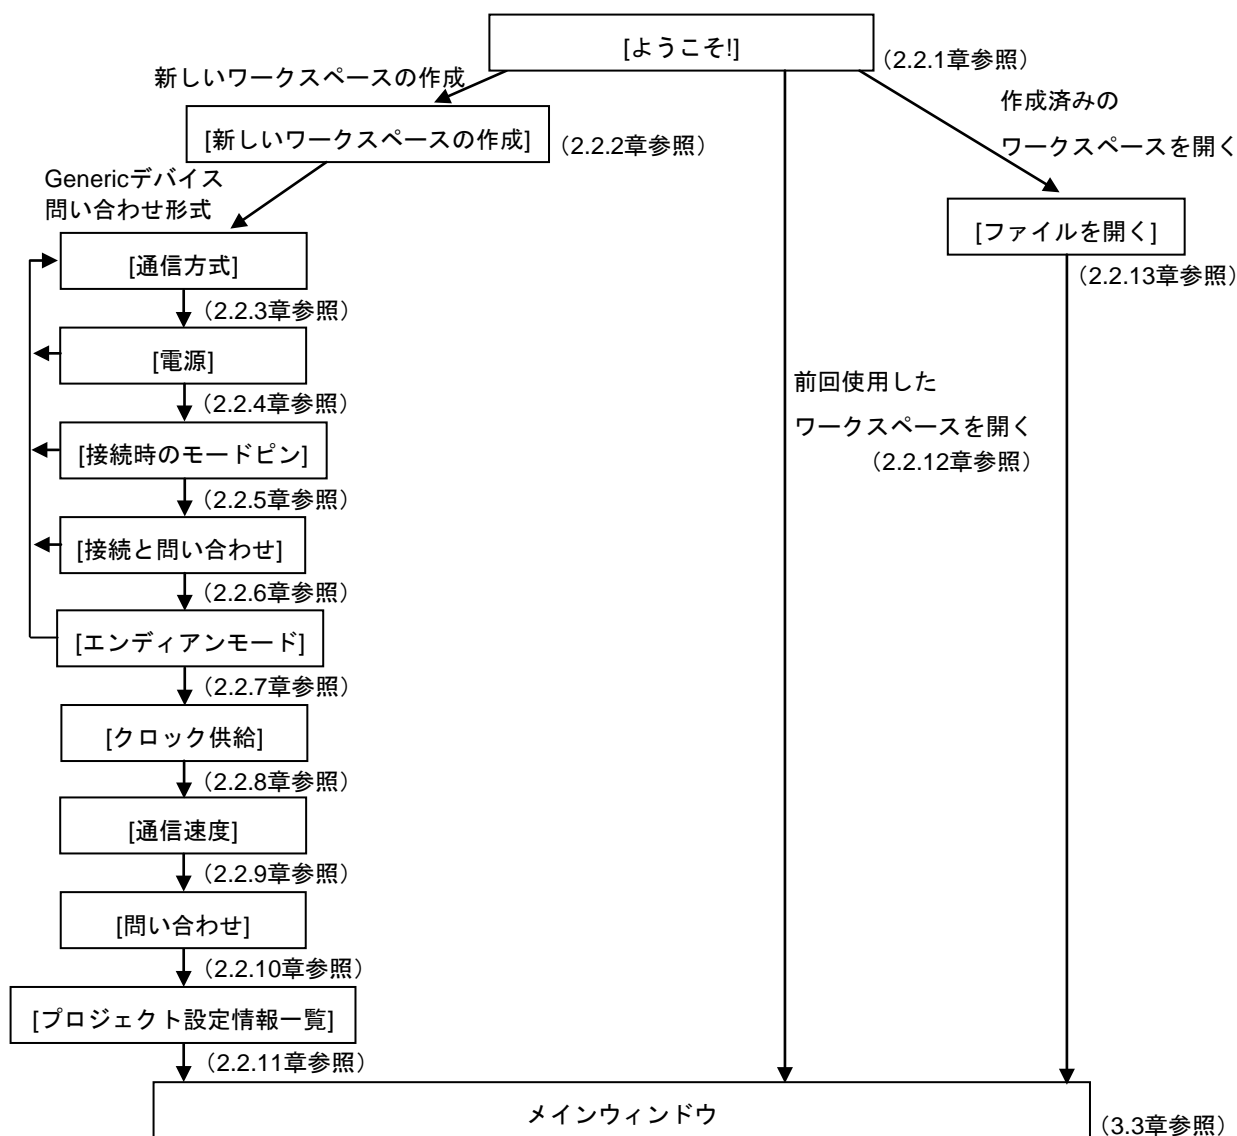 [ようこそ!]
（2.2.1章参照）
新しいワークスペースの作成
作成済みの
ワークスペースを開く
[新しいワークスペースの作成]
（2.2.2章参照）
Genericデバイス
問い合わせ形式
[ファイルを開く]
（2.2.13章参照）
[通信方式]
（2.2.3章参照）
[電源]
（2.2.4章参照）
前回使用した
ワークスペースを開く
（2.2.12章参照）
[接続時のモードピン]
（2.2.5章参照）
[接続と問い合わせ]
（2.2.6章参照）
[エンディアンモード]
（2.2.7章参照）
[クロック供給]
（2.2.8章参照）
[通信速度]
（2.2.9章参照）
[問い合わせ]
（2.2.10章参照）
[プロジェクト設定情報一覧]
（2.2.11章参照）
メインウィンドウ
（3.3章参照）